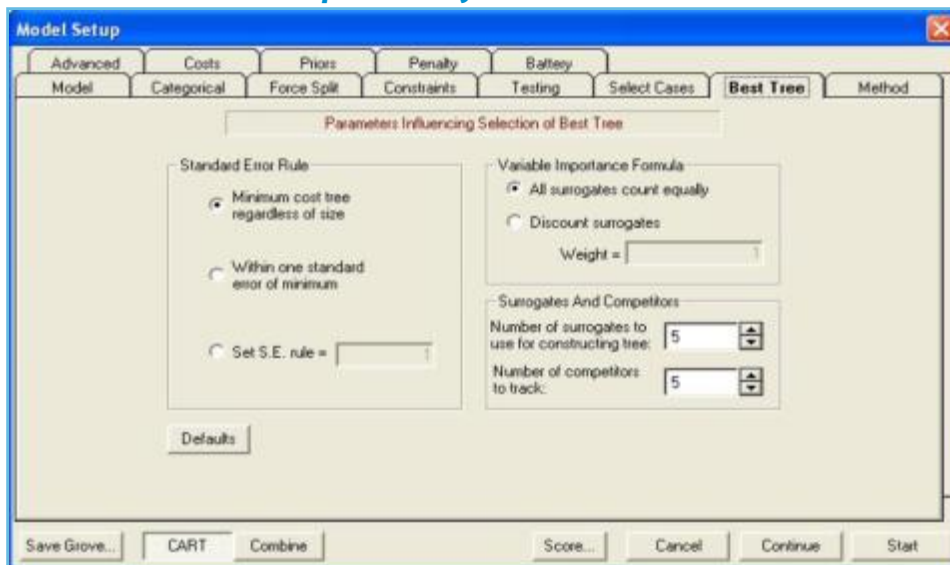 Model Setup
Advanced Costs Priors Penalty Battery
Model Categorical Force Split Constraints Testing Select Cases Best Tree Method
Parameters Influencing Selection of Best Tree
Standard Error Rule
Minimum cost tree
regardless of size
Within one standard
error of minimum
Set S.E. rule = 1
Variable Importance Formula
All surrogates count equally
Discount surrogates
Weight = 1
Surrogates And Competitors
Number of surrogates to
use for constructing tree: 5
Number of competitors
to track: 5
Defaults
Save Grove... CART Combine Score... Cancel Continue Start